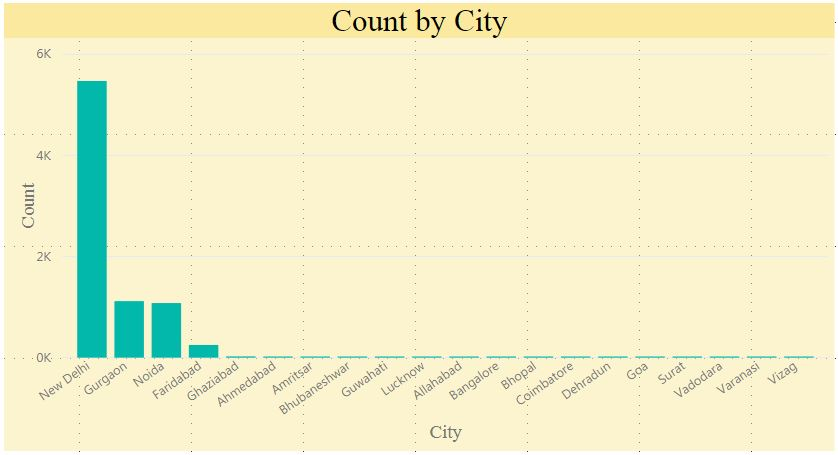 Count by City
6K
4K
2K
0K
Count
New Delhi
Gurgaon
Noida
Faridabad
Ghaziabad
Ahmedabad
Amritsar
Bhubaneshwar
Guwahati
Lucknow
Allahabad
Bangalore
Bhopal
Coimbatore
Dehradun
Goa
Surat
Vadodara
Varanasi
Vizag
City